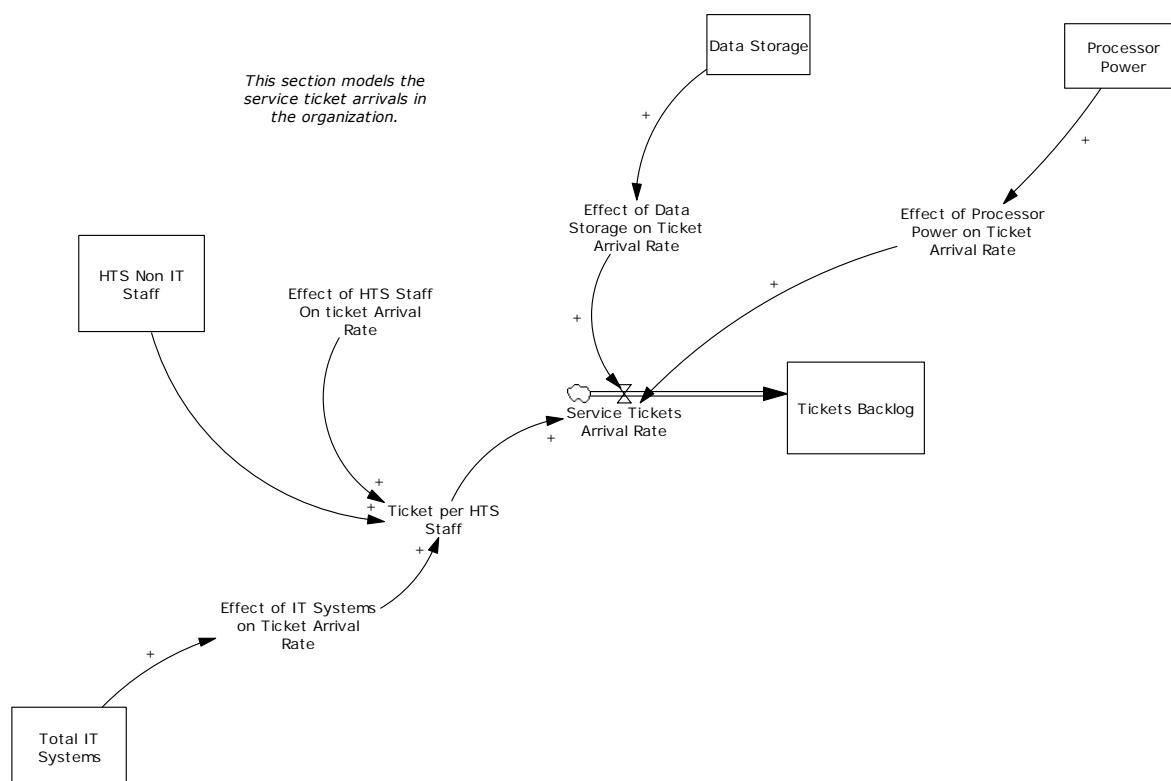 Data Storage
Processor
Power
This section models the
service ticket arrivals in
the organization.
+
+
Effect of Data
Storage on Ticket
Arrival Rate
Effect of Processor
Power on Ticket
Arrival Rate
HTS Non IT
Staff
Effect of HTS Staff
On ticket Arrival
Rate
+
+
Service Tickets
Arrival Rate
Tickets Backlog
+
+
+
Ticket per HTS
Staff
+
Effect of IT Systems
on Ticket Arrival
Rate
+
Total IT
Systems